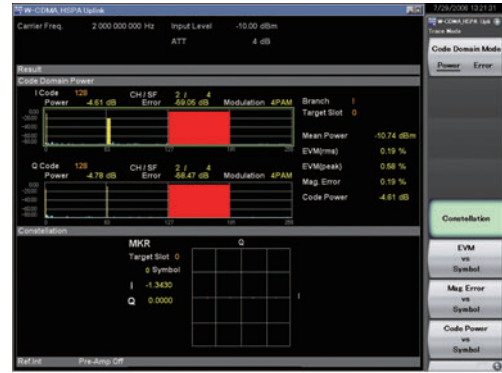 W-CDMA, HSPA Uplink
7/29/2008 13:21:31
Carrier Freq. 2 000 000 000 Hz Input Level -10.00 dBm
ATT 4 dB
Result
Code Domain Power
I Code 128 CH / SF 2 / 4
Power -4.61 dB Error -69.05 dB Modulation 4PAM
Q Code 128 CH / SF 2 / 4
Power -4.78 dB Error -68.47 dB Modulation 4PAM
Branch I
Target Slot 0
Mean Power -10.74 dBm
EVM(rms) 0.19 %
EVM(peak) 0.58 %
Mag. Error 0.19 %
Code Power -4.61 dB
Constellation
MKR
Target Slot 0
0 Symbol
I -1.3430
Q 0.0000
Q
I
Ref.Int Pre-Amp Off
Trace Mode
Code Domain Mode
Power Error
Constellation
EVM
vs
Symbol
Mag Error
vs
Symbol
Code Power
vs
Symbol